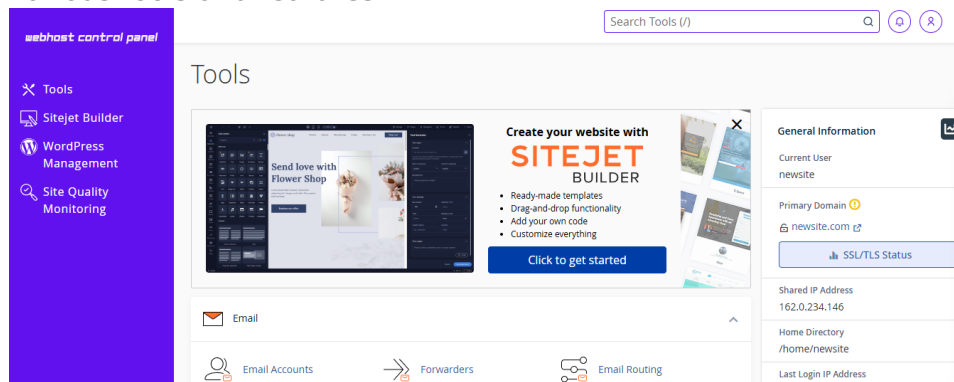 Search Tools (/)
webhost control panel
Tools
Sitejet Builder
WordPress
Management
Site Quality
Monitoring
Tools
Send love with
Flower Shop
Create your website with
SITEJET
BUILDER
• Ready-made templates
• Drag-and-drop functionality
• Add your own code
• Customize everything
Click to get started
General Information
Current User
newsite
Primary Domain
newsite.com
SSL/TLS Status
Shared IP Address
162.0.234.146
Home Directory
/home/newsite
Last Login IP Address
Email
Email Accounts
Forwarders
Email Routing